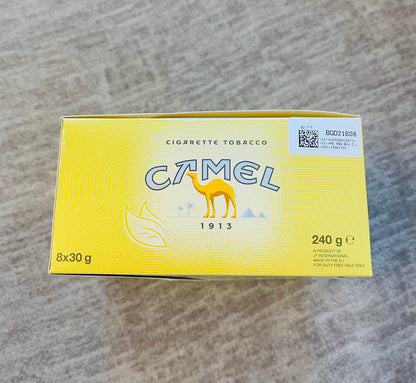 BGD21B08
CIGARETTE TOBACCO
CAMEL
1913
8x30 g
240 g e
A PRODUCT OF
JT INTERNATIONAL
MADE IN THE EU
FOR DUTY FREE SALE ONLY